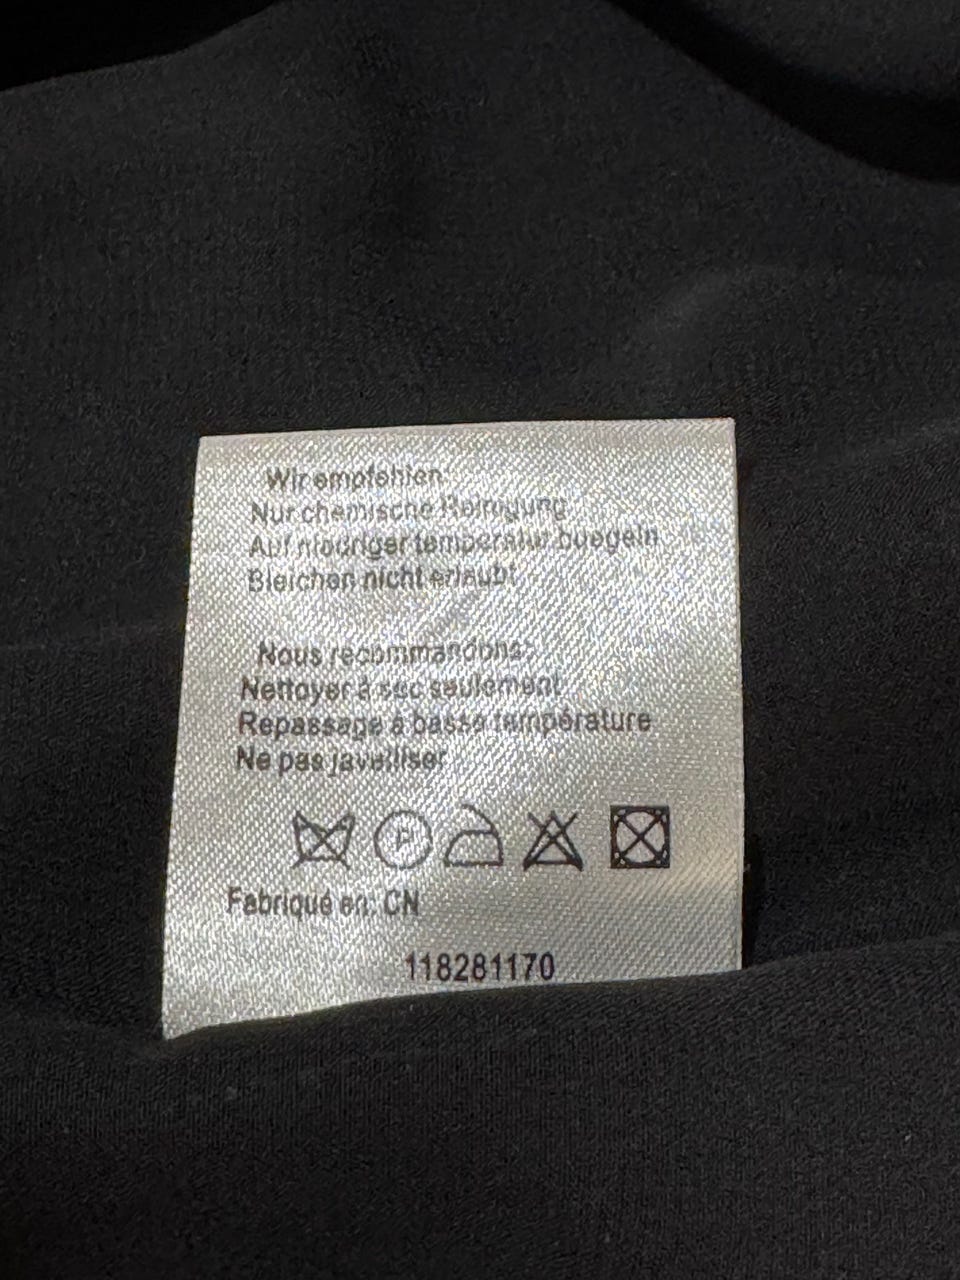 Wir empfehlen:
Nur chemische Reinigung
Auf niedriger temperatur buegeln
Bleichen nicht erlaubt
Nous recommandons:
Nettoyer à sec seulement
Repassage à basse température
Ne pas javelliser
P
Fabriqué en: CN
118281170